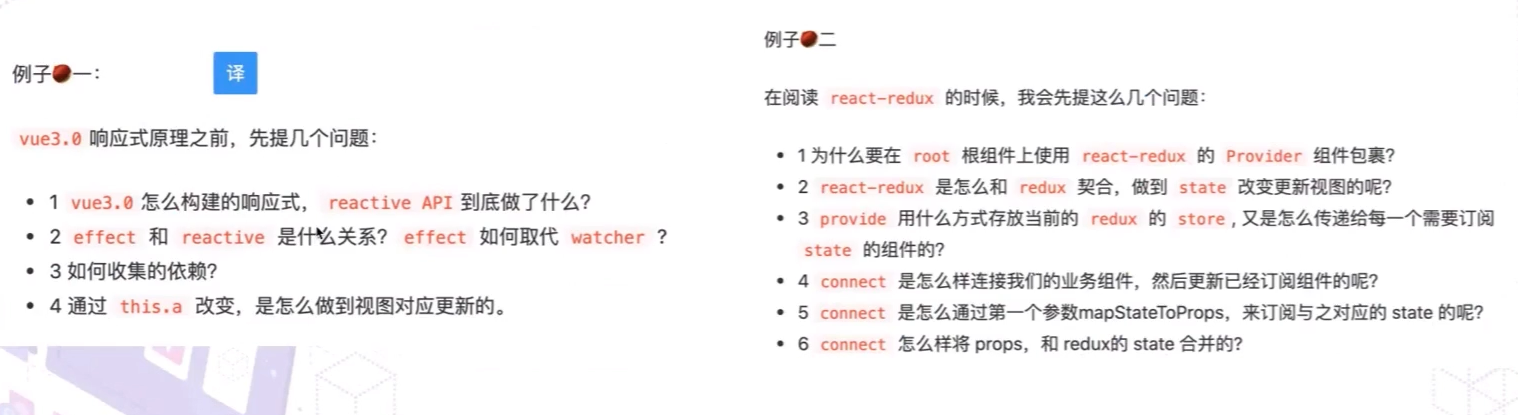 例子🌰一：
译
vue3.0 响应式原理之前，先提几个问题：
• 1 vue3.0 怎么构建的响应式， reactive API 到底做了什么？
• 2 effect 和 reactive 是什么关系？ effect 如何取代 watcher ？
• 3 如何收集的依赖?
• 4 通过 this.a 改变，是怎么做到视图对应更新的。
例子🌰二
在阅读 react-redux 的时候，我会先提这么几个问题：
• 1 为什么要在 root 根组件上使用 react-redux 的 Provider 组件包裹？
• 2 react-redux 是怎么和 redux 契合，做到 state 改变更新视图的呢？
• 3 provide 用什么方式存放当前的 redux 的 store , 又是怎么传递给每一个需要订阅
state 的组件的？
• 4 connect 是怎么样连接我们的业务组件，然后更新已经订阅组件的呢？
• 5 connect 是怎么通过第一个参数mapStateToProps，来订阅与之对应的 state 的呢？
• 6 connect 怎么样将 props，和 redux的 state 合并的？